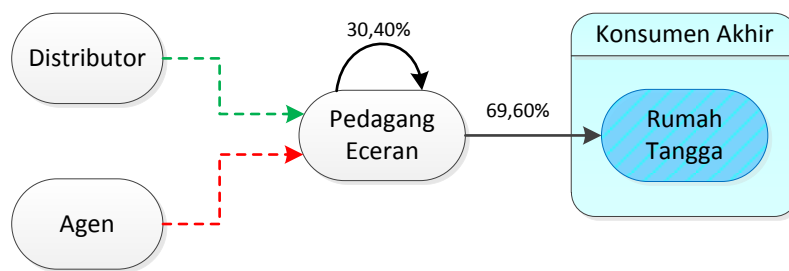 30,40%
Konsumen Akhir
Distributor
Pedagang
Eceran
69,60%
Rumah
Tangga
Agen